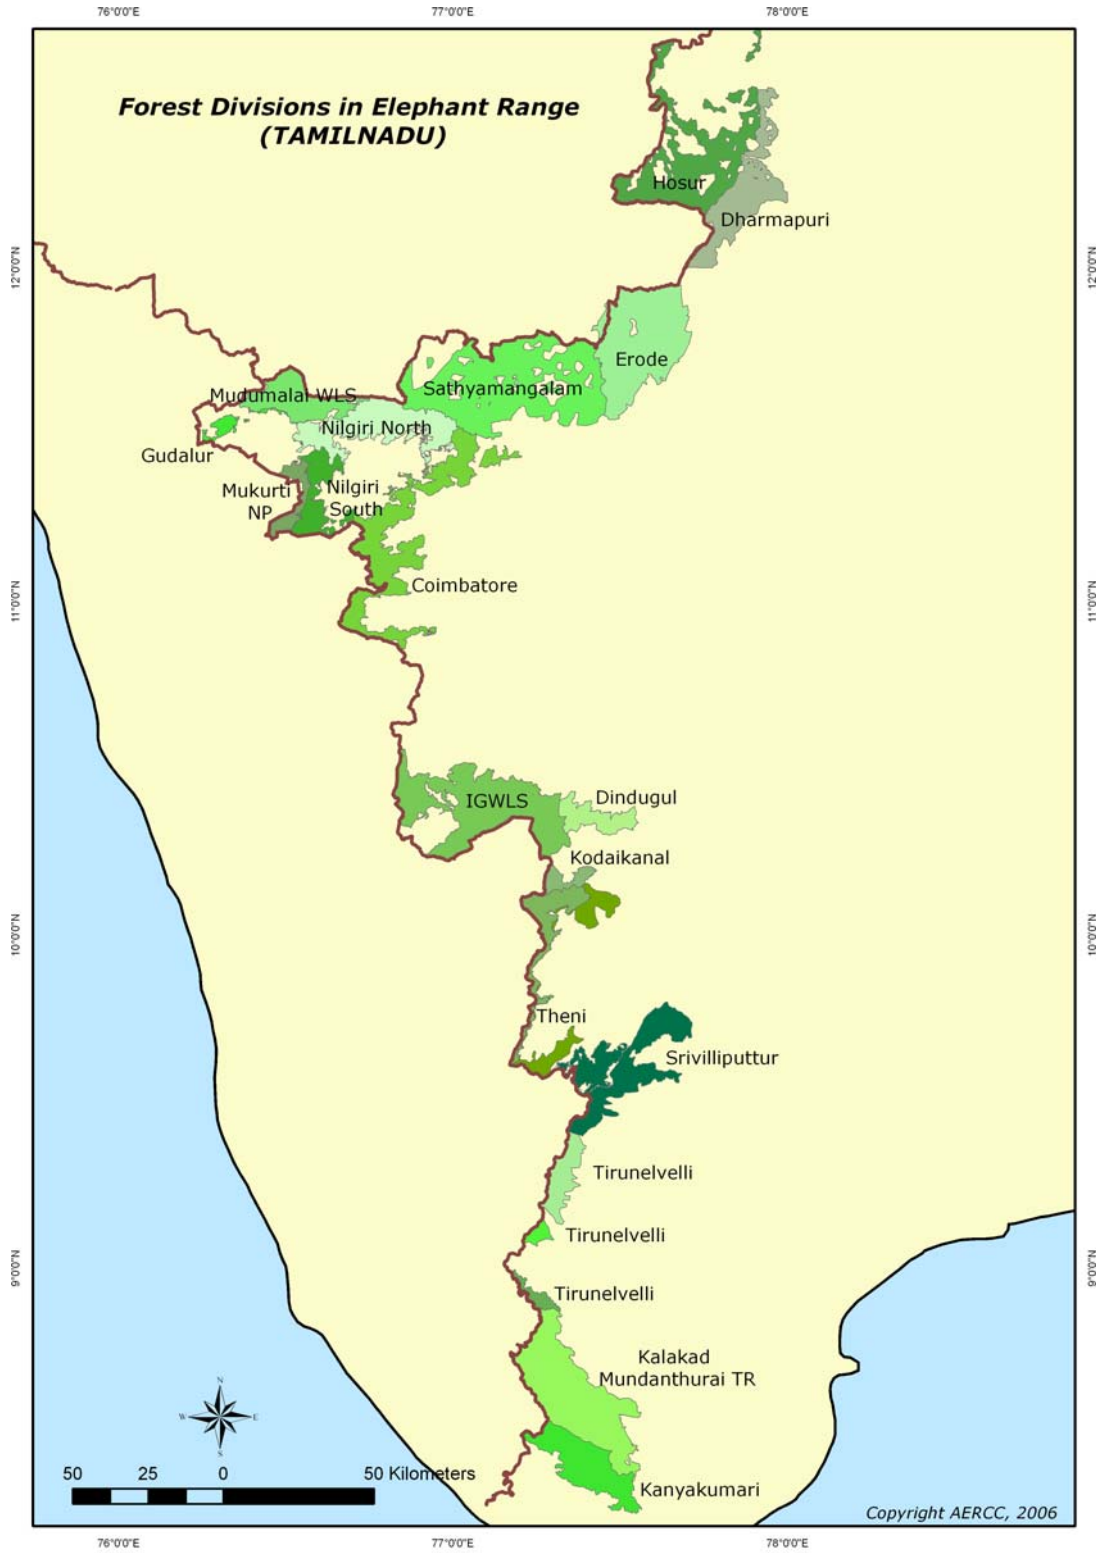 76°0'0"E 77°0'0"E 78°0'0"E
Forest Divisions in Elephant Range
(TAMILNADU)
Hosur
Dharmapuri
12°0'0"N 12°0'0"N
Erode
Sathyamangalam
Mudumalai WLS
Nilgiri North
Gudalur
Mukurti
NP
Nilgiri
South
Coimbatore
11°0'0"N 11°0'0"N
IGWLS
Dindugul
Kodaikanal
10°0'0"N 10°0'0"N
Theni
Srivilliputtur
Tirunelvelli
Tirunelvelli
9°0'0"N 9°0'0"N
Tirunelvelli
Kalakad
Mundanthurai TR
N
W E
S
50 25 0 50 Kilometers
Kanyakumari
Copyright AERCC, 2006
76°0'0"E 77°0'0"E 78°0'0"E